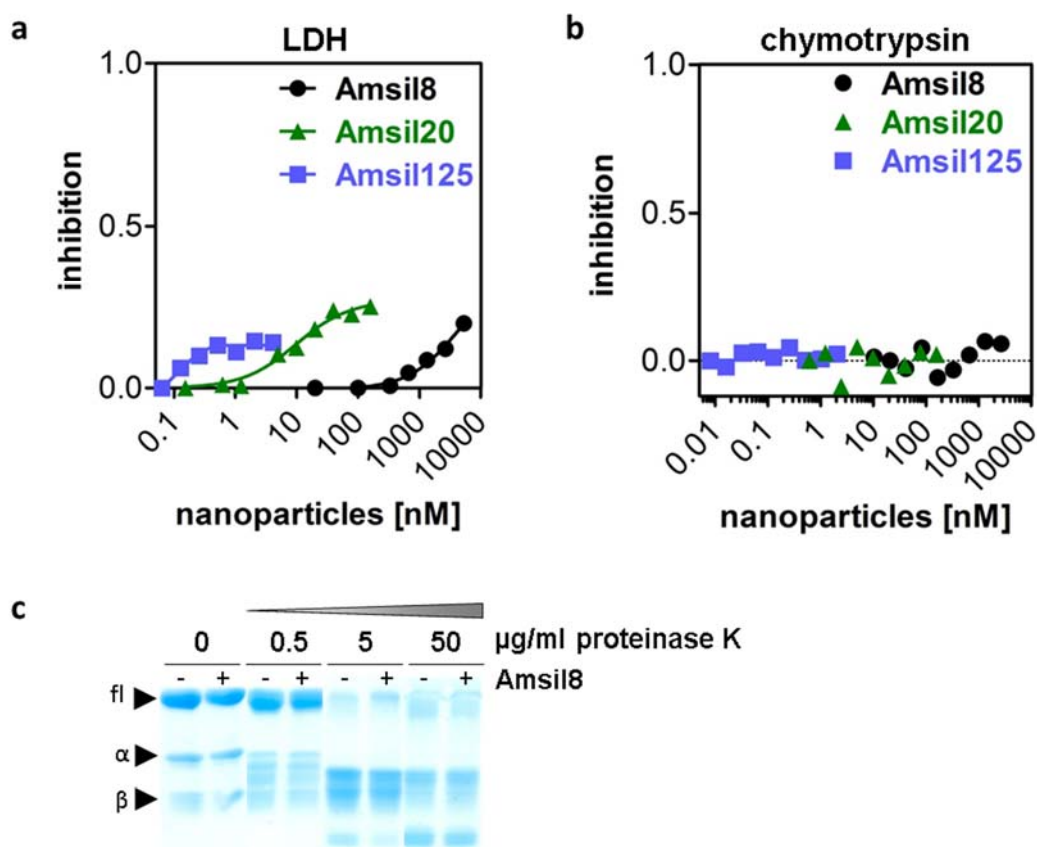 a
LDH
1.0
0.5
0.0
inhibition
Amsil8
Amsil20
Amsil125
0.1
1
10
100
1000
10000
nanoparticles [nM]
b
chymotrypsin
1.0
0.5
0.0
inhibition
Amsil8
Amsil20
Amsil125
0.01
0.1
1
10
100
1000
10000
nanoparticles [nM]
c
0 0.5 5 50 µg/ml proteinase K
- + - + - + - + Amsil8
fl
α
β